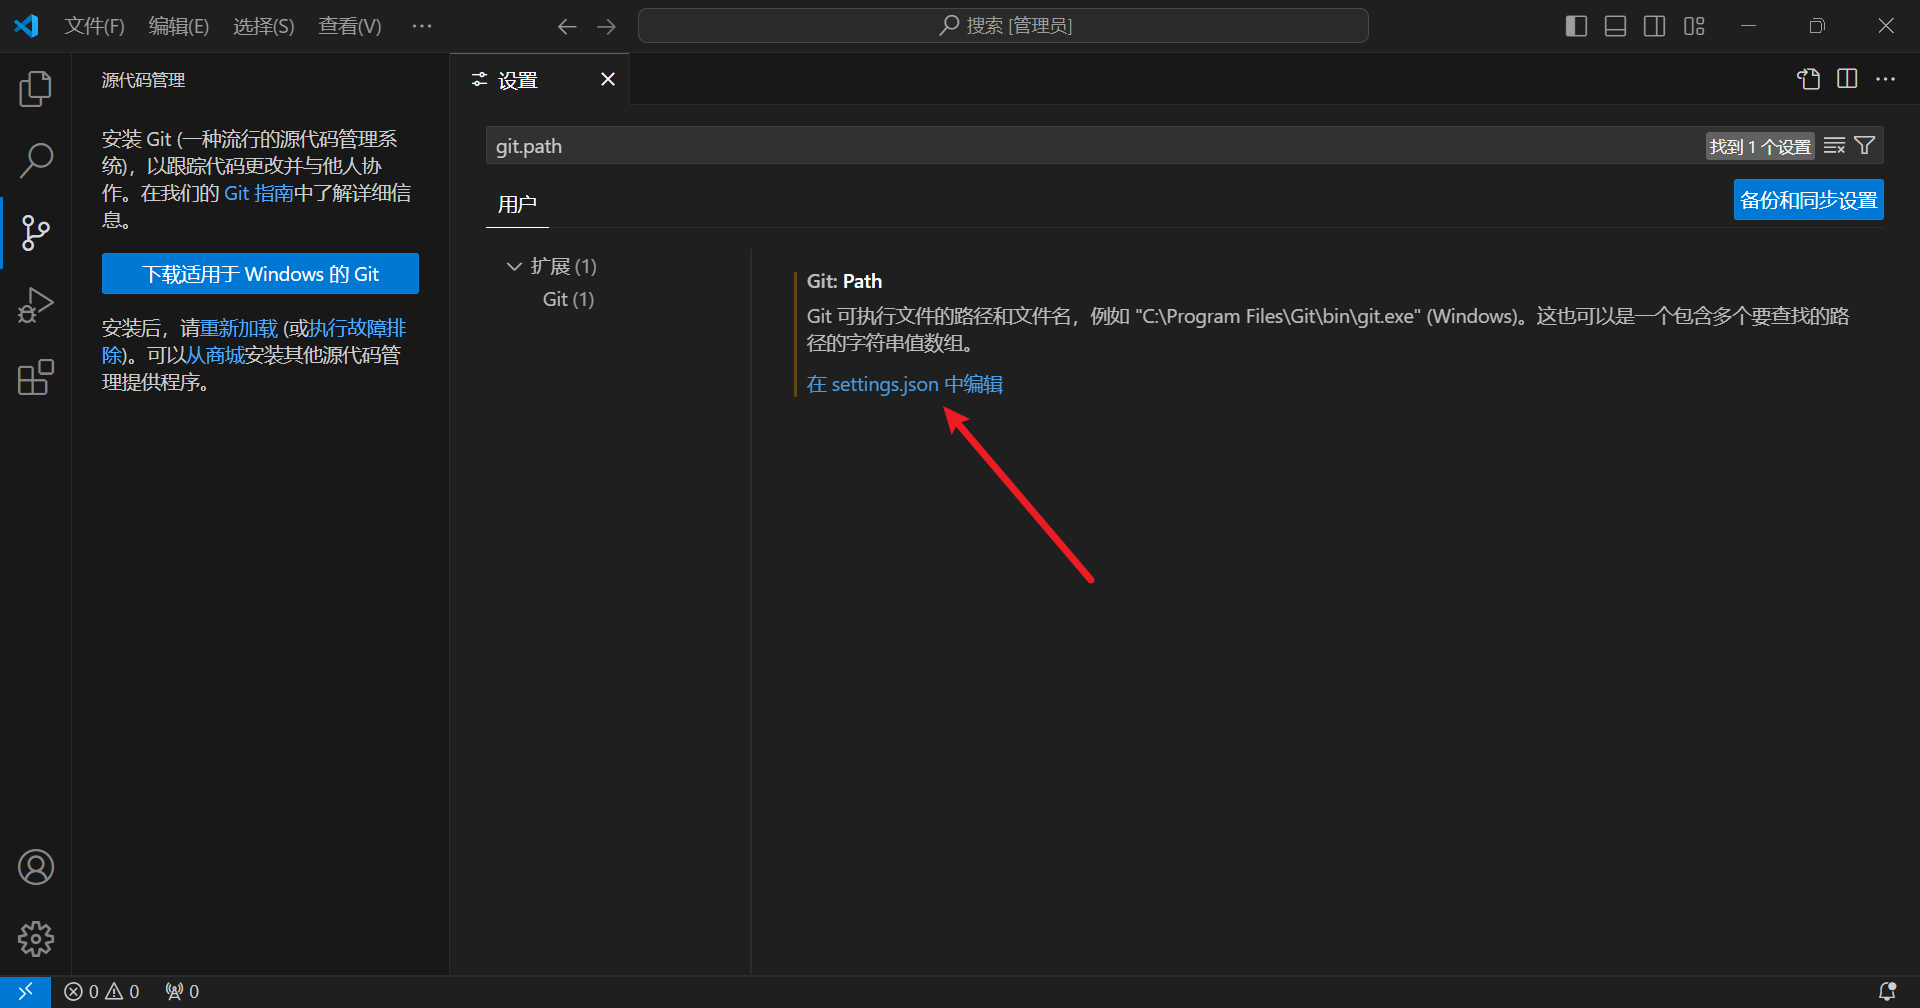 文件(F) 编辑(E) 选择(S) 查看(V) ···
搜索 [管理员]
源代码管理
安装 Git (一种流行的源代码管理系
统)，以跟踪代码更改并与他人协
作。在我们的 Git 指南中了解详细信
息。
下载适用于 Windows 的 Git
安装后，请重新加载 (或执行故障排
除)。可以从商城安装其他源代码管
理提供程序。
设置
git.path
找到 1 个设置
用户
备份和同步设置
扩展 (1)
Git (1)
Git: Path
Git 可执行文件的路径和文件名，例如 "C:\Program Files\Git\bin\git.exe" (Windows)。这也可以是一个包含多个要查找的路
径的字符串值数组。
在 settings.json 中编辑
0 0 0